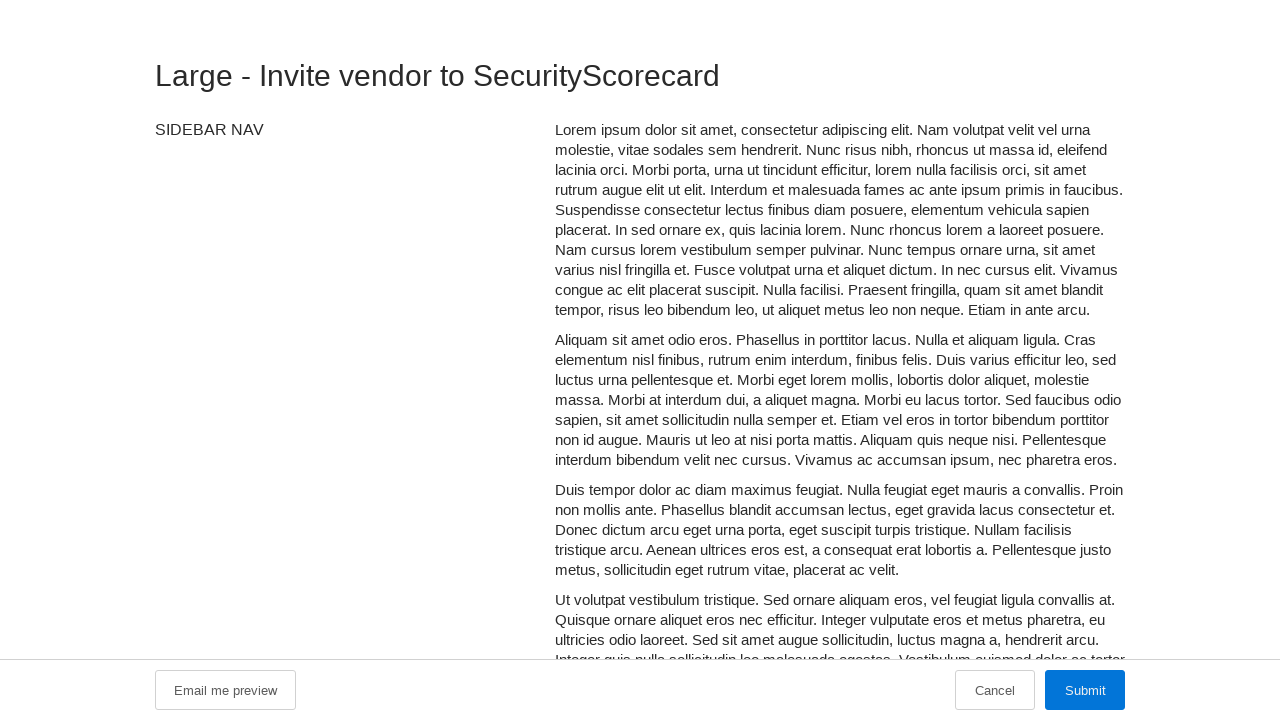 Large - Invite vendor to SecurityScorecard
SIDEBAR NAV
Lorem ipsum dolor sit amet, consectetur adipiscing elit. Nam volutpat velit vel urna
molestie, vitae sodales sem hendrerit. Nunc risus nibh, rhoncus ut massa id, eleifend
lacinia orci. Morbi porta, urna ut tincidunt efficitur, lorem nulla facilisis orci, sit amet
rutrum augue elit ut elit. Interdum et malesuada fames ac ante ipsum primis in faucibus.
Suspendisse consectetur lectus finibus diam posuere, elementum vehicula sapien
placerat. In sed ornare ex, quis lacinia lorem. Nunc rhoncus lorem a laoreet posuere.
Nam cursus lorem vestibulum semper pulvinar. Nunc tempus ornare urna, sit amet
varius nisl fringilla et. Fusce volutpat urna et aliquet dictum. In nec cursus elit. Vivamus
congue ac elit placerat suscipit. Nulla facilisi. Praesent fringilla, quam sit amet blandit
tempor, risus leo bibendum leo, ut aliquet metus leo non neque. Etiam in ante arcu.
Aliquam sit amet odio eros. Phasellus in porttitor lacus. Nulla et aliquam ligula. Cras
elementum nisl finibus, rutrum enim interdum, finibus felis. Duis varius efficitur leo, sed
luctus urna pellentesque et. Morbi eget lorem mollis, lobortis dolor aliquet, molestie
massa. Morbi at interdum dui, a aliquet magna. Morbi eu lacus tortor. Sed faucibus odio
sapien, sit amet sollicitudin nulla semper et. Etiam vel eros in tortor bibendum porttitor
non id augue. Mauris ut leo at nisi porta mattis. Aliquam quis neque nisi. Pellentesque
interdum bibendum velit nec cursus. Vivamus ac accumsan ipsum, nec pharetra eros.
Duis tempor dolor ac diam maximus feugiat. Nulla feugiat eget mauris a convallis. Proin
non mollis ante. Phasellus blandit accumsan lectus, eget gravida lacus consectetur et.
Donec dictum arcu eget urna porta, eget suscipit turpis tristique. Nullam facilisis
tristique arcu. Aenean ultrices eros est, a consequat erat lobortis a. Pellentesque justo
metus, sollicitudin eget rutrum vitae, placerat ac velit.
Ut volutpat vestibulum tristique. Sed ornare aliquam eros, vel feugiat ligula convallis at.
Quisque ornare aliquet eros nec efficitur. Integer vulputate eros et metus pharetra, eu
ultricies odio laoreet. Sed sit amet augue sollicitudin, luctus magna a, hendrerit arcu.
Email me preview
Cancel
Submit